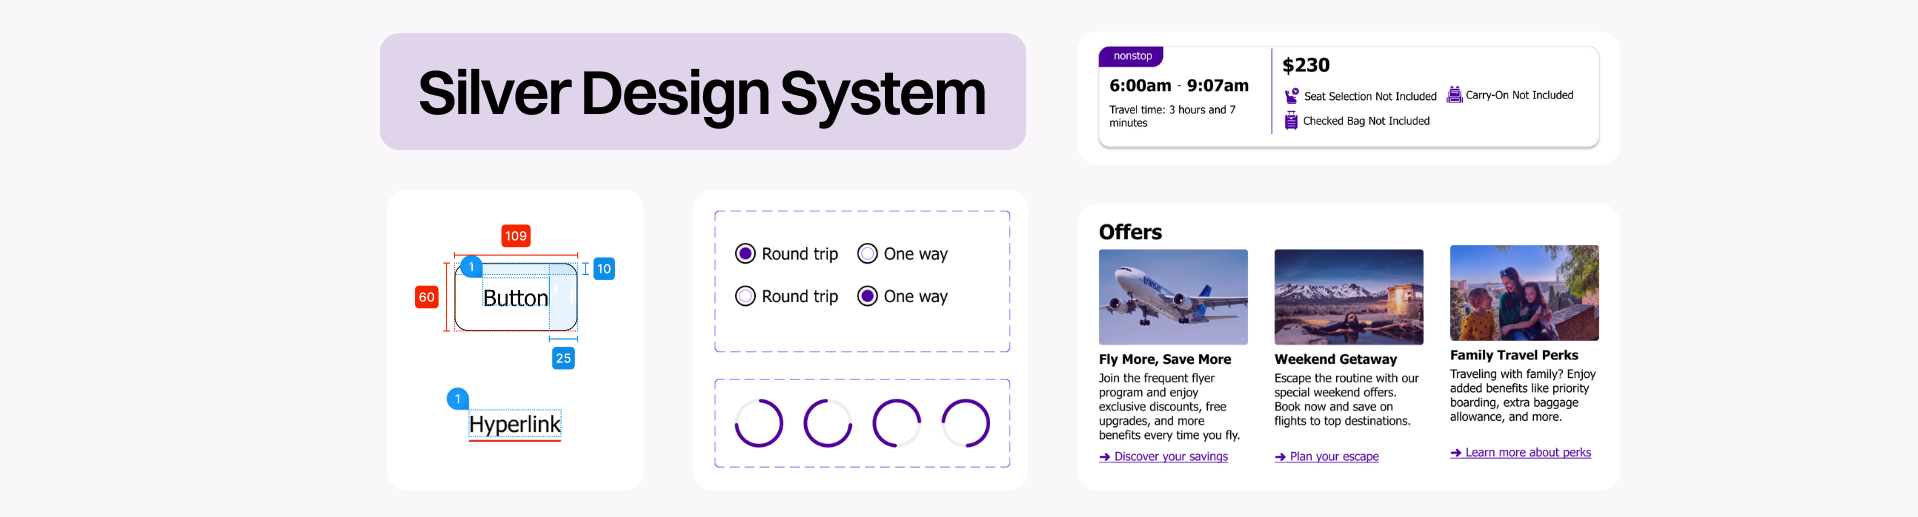 Silver Design System
109
1
10
Button
60
25
1
Hyperlink
Round trip One way
Round trip One way
nonstop
6:00am - 9:07am
Travel time: 3 hours and 7
minutes
$230
Seat Selection Not Included Carry-On Not Included
Checked Bag Not Included
Offers
Fly More, Save More
Join the frequent flyer
program and enjoy
exclusive discounts, free
upgrades, and more
benefits every time you fly.
→ Discover your savings
Weekend Getaway
Escape the routine with our
special weekend offers.
Book now and save on
flights to top destinations.
→ Plan your escape
Family Travel Perks
Traveling with family? Enjoy
added benefits like priority
boarding, extra baggage
allowance, and more.
→ Learn more about perks